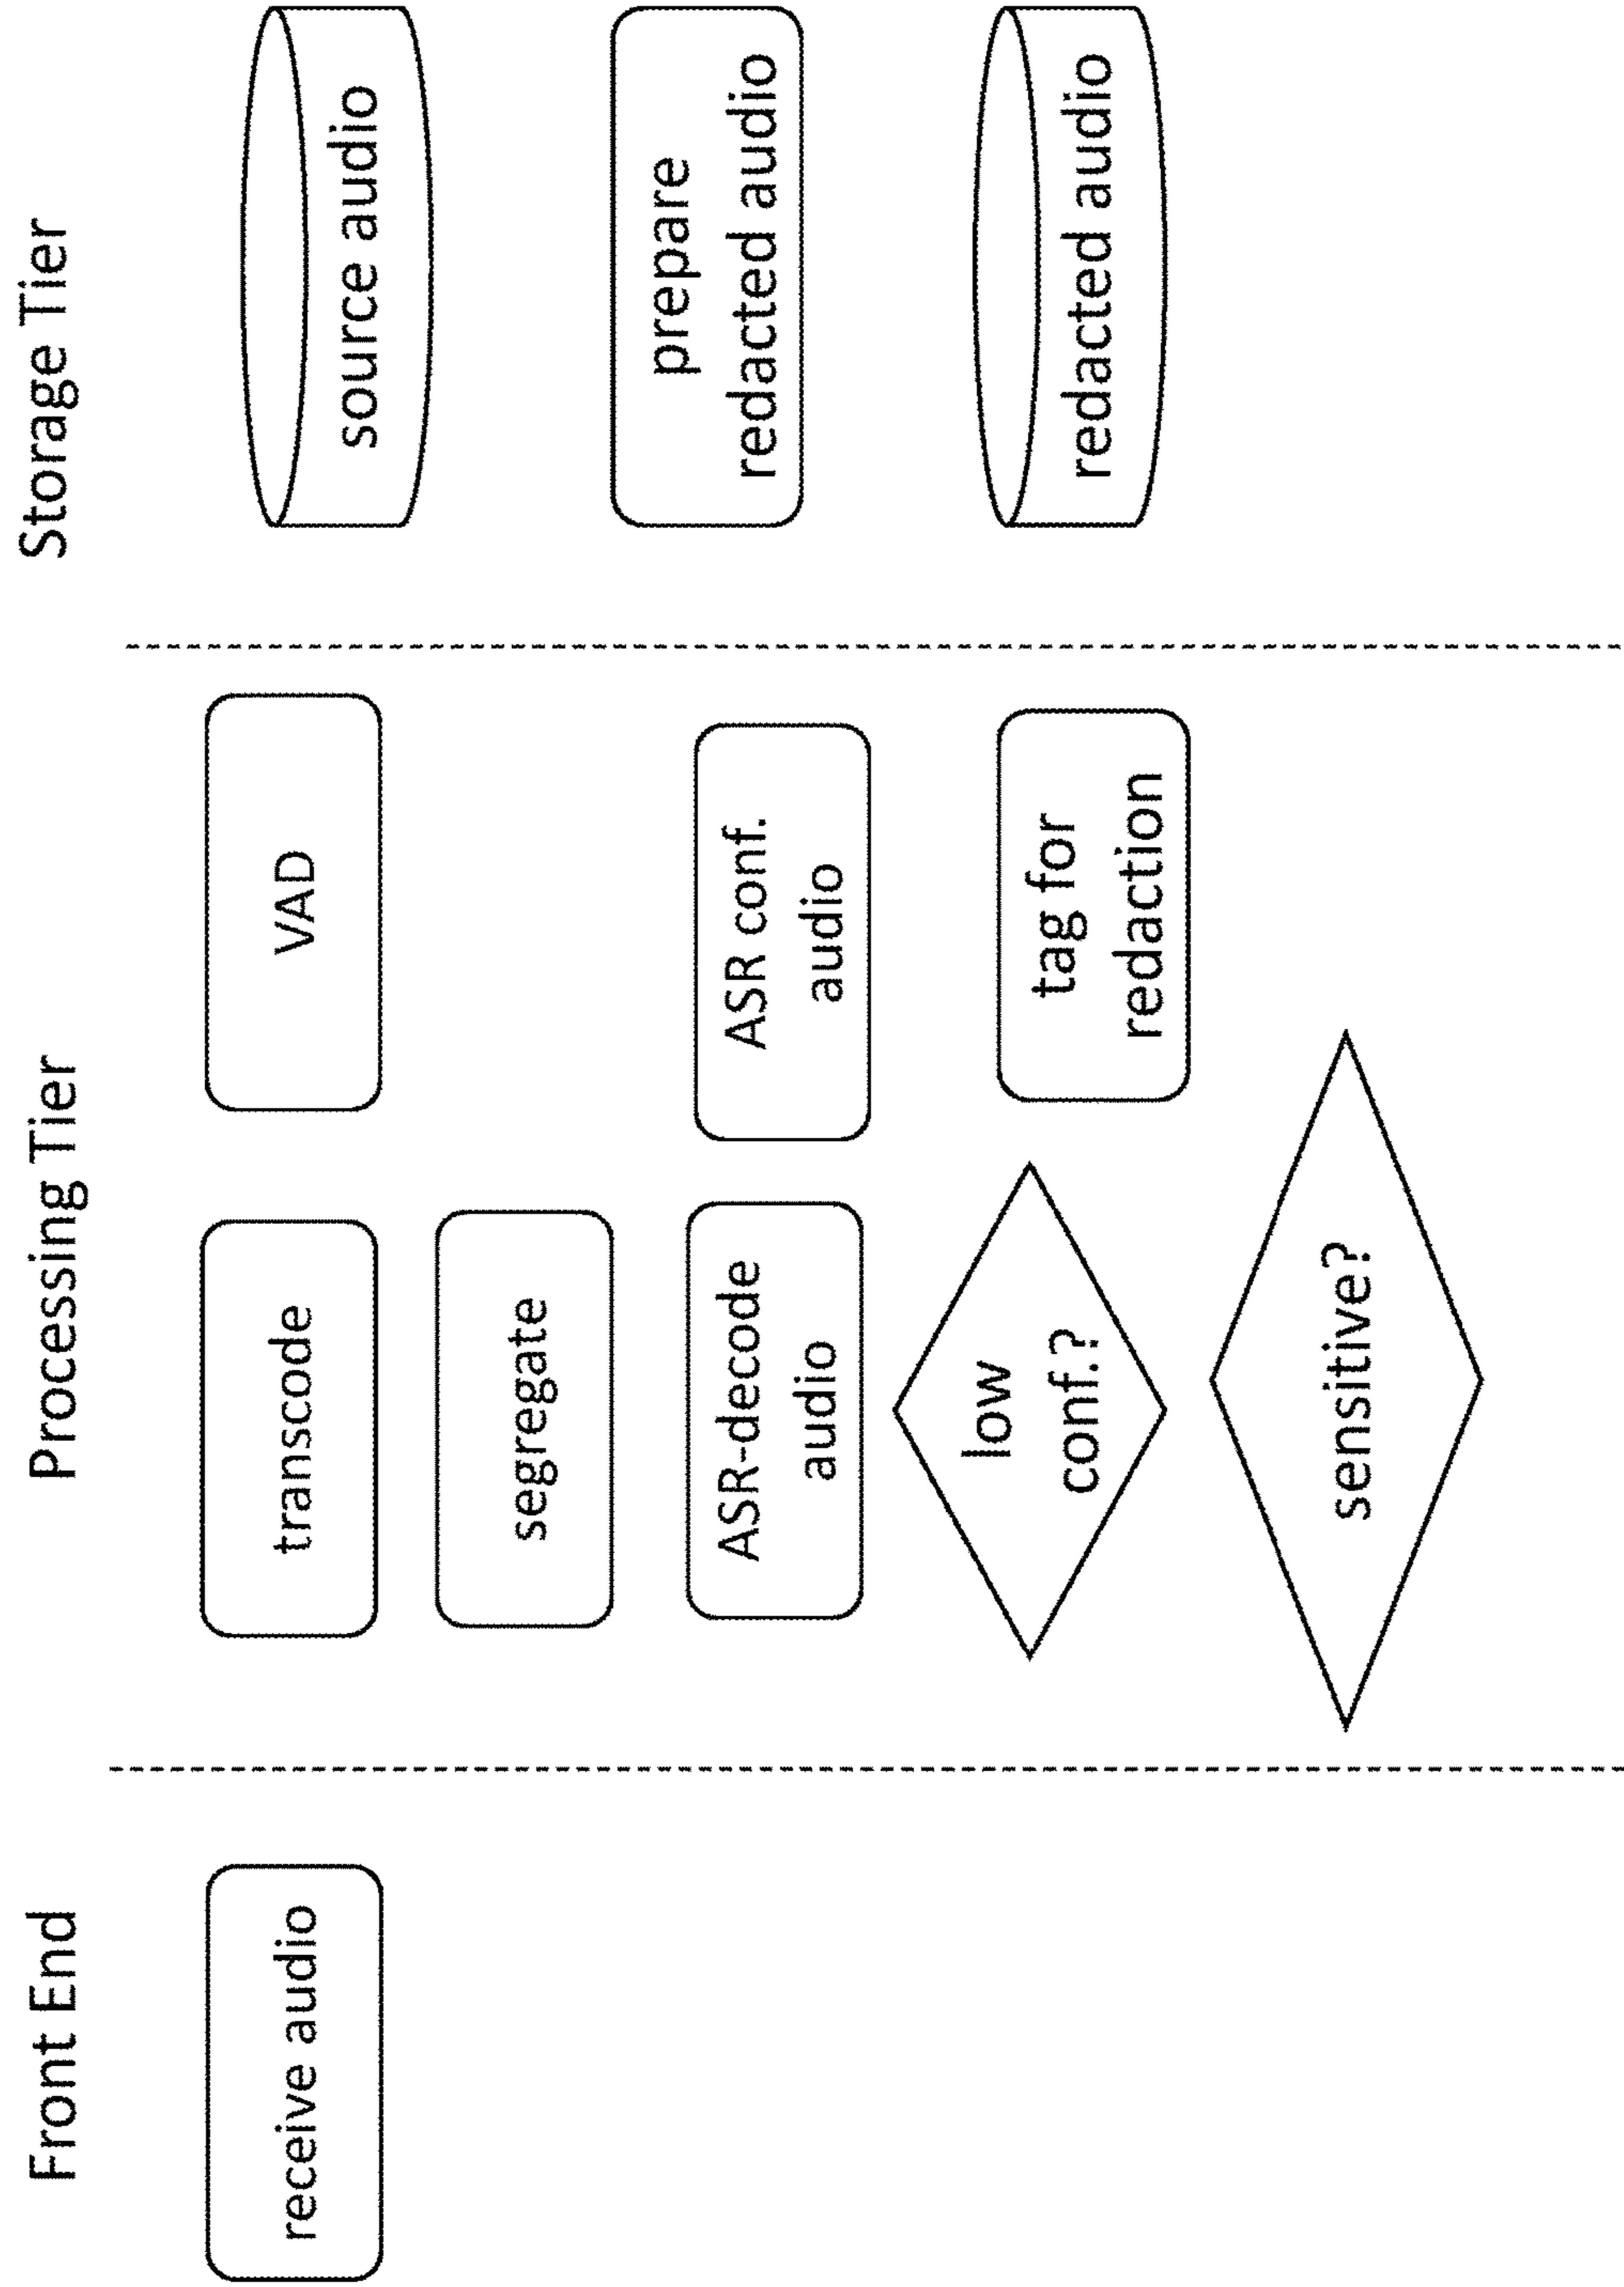 Front End
Processing Tier
Storage Tier
receive audio
transcode
VAD
source audio
segregate
ASR-decode
audio
ASR conf.
audio
prepare
redacted audio
low
conf.?
tag for
redaction
redacted audio
sensitive?